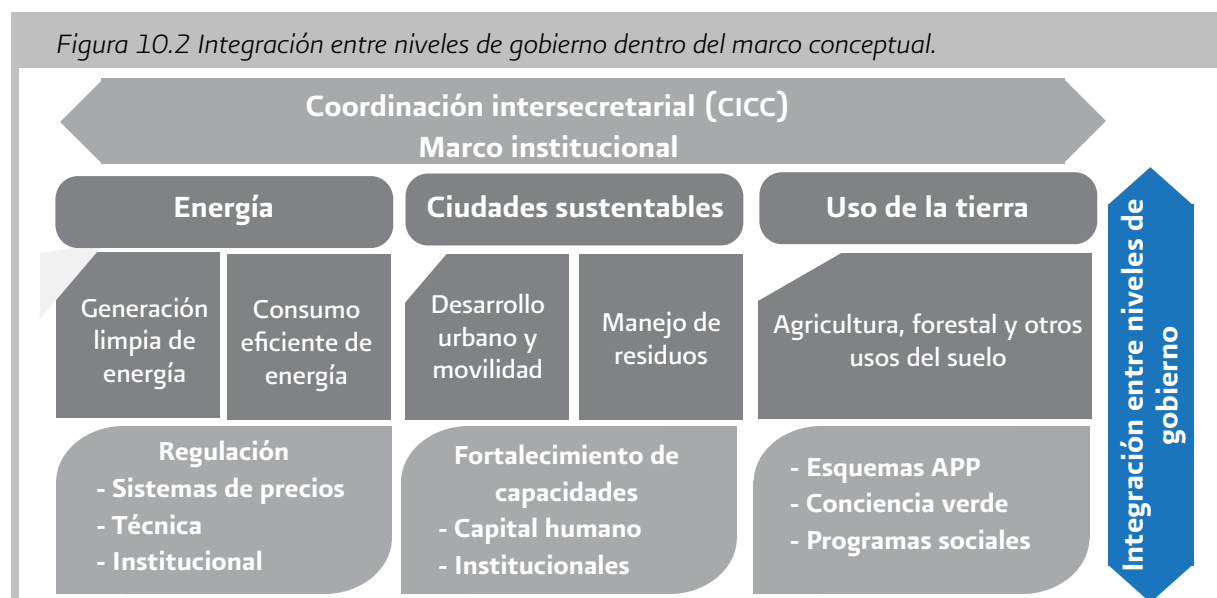 Figura 10.2 Integración entre niveles de gobierno dentro del marco conceptual.
Coordinación intersecretarial (CICC)
Marco institucional
Energía
Ciudades sustentables
Uso de la tierra
Generación
limpia de
energía
Consumo
eficiente de
energía
Desarrollo
urbano y
movilidad
Manejo de
residuos
Agricultura, forestal y otros
usos del suelo
Regulación
- Sistemas de precios
- Técnica
- Institucional
Fortalecimiento de
capacidades
- Capital humano
- Institucionales
- Esquemas APP
- Conciencia verde
- Programas sociales
Integración entre niveles de
gobierno